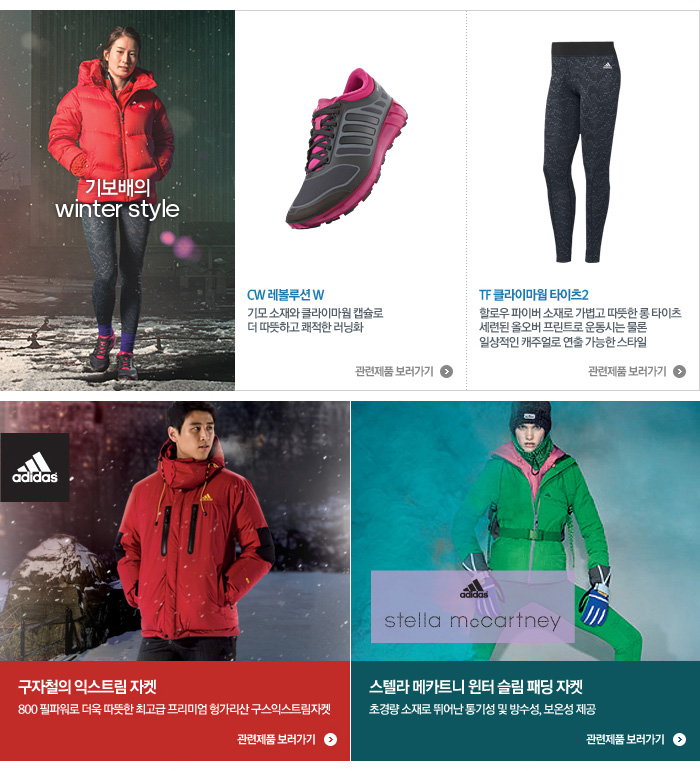 기보배의
winter style
CW 레볼루션 W
기모 소재와 클라이마웜 캡슐로
더 따뜻하고 쾌적한 러닝화
관련제품 보러가기
TF 클라이마웜 타이츠2
할로우 파이버 소재로 가볍고 따뜻한 롱 타이츠
세련된 올오버 프린트로 운동시는 물론
일상적인 캐주얼로 연출 가능한 스타일
관련제품 보러가기
adidas
구자철의 익스트림 자켓
800 필파워로 더욱 따뜻한 최고급 프리미엄 헝가리산 구스익스트림자켓
관련제품 보러가기
adidas
stella mccartney
스텔라 메카트니 윈터 슬림 패딩 자켓
초경량 소재로 뛰어난 통기성 및 방수성, 보온성 제공
관련제품 보러가기